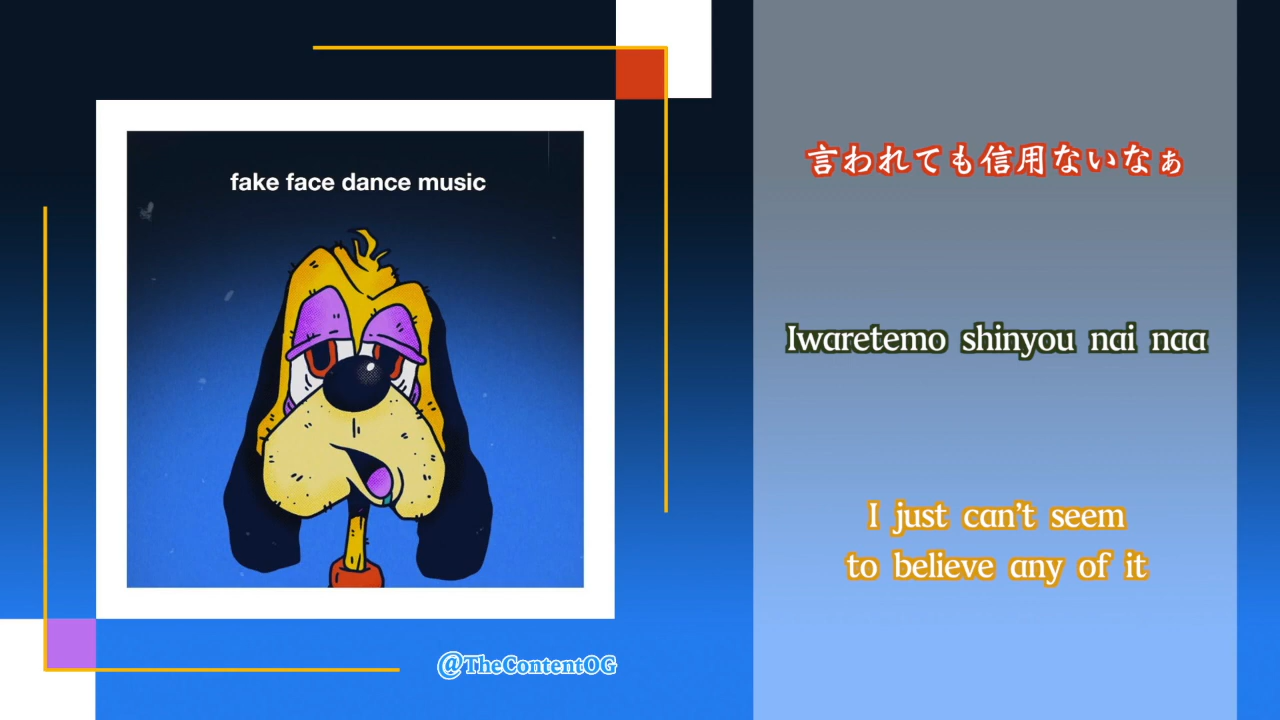 fake face dance music
言われても信用ないなぁ
Iwaretemo shinyou nai naa
I just can't seem
to believe any of it
@TheContentOG